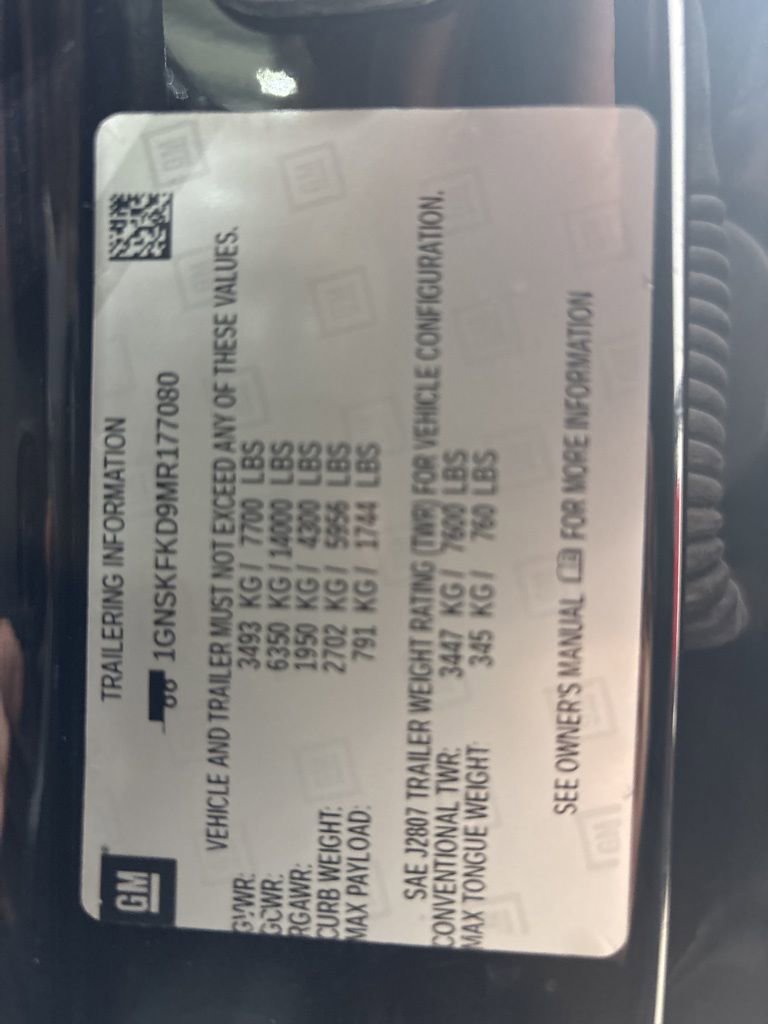 GM
TRAILERING INFORMATION
1GNSKFKD9MR177080
VEHICLE AND TRAILER MUST NOT EXCEED ANY OF THESE VALUES.
GVWR: 3493 KG / 7700 LBS
GCWR: 6350 KG / 14000 LBS
RGAWR: 1950 KG / 4300 LBS
CURB WEIGHT: 2702 KG / 5956 LBS
MAX PAYLOAD: 791 KG / 1744 LBS
SAE J2807 TRAILER WEIGHT RATING (TWR) FOR VEHICLE CONFIGURATION.
CONVENTIONAL TWR: 3447 KG / 7600 LBS
MAX TONGUE WEIGHT: 345 KG / 760 LBS
SEE OWNER'S MANUAL FOR MORE INFORMATION